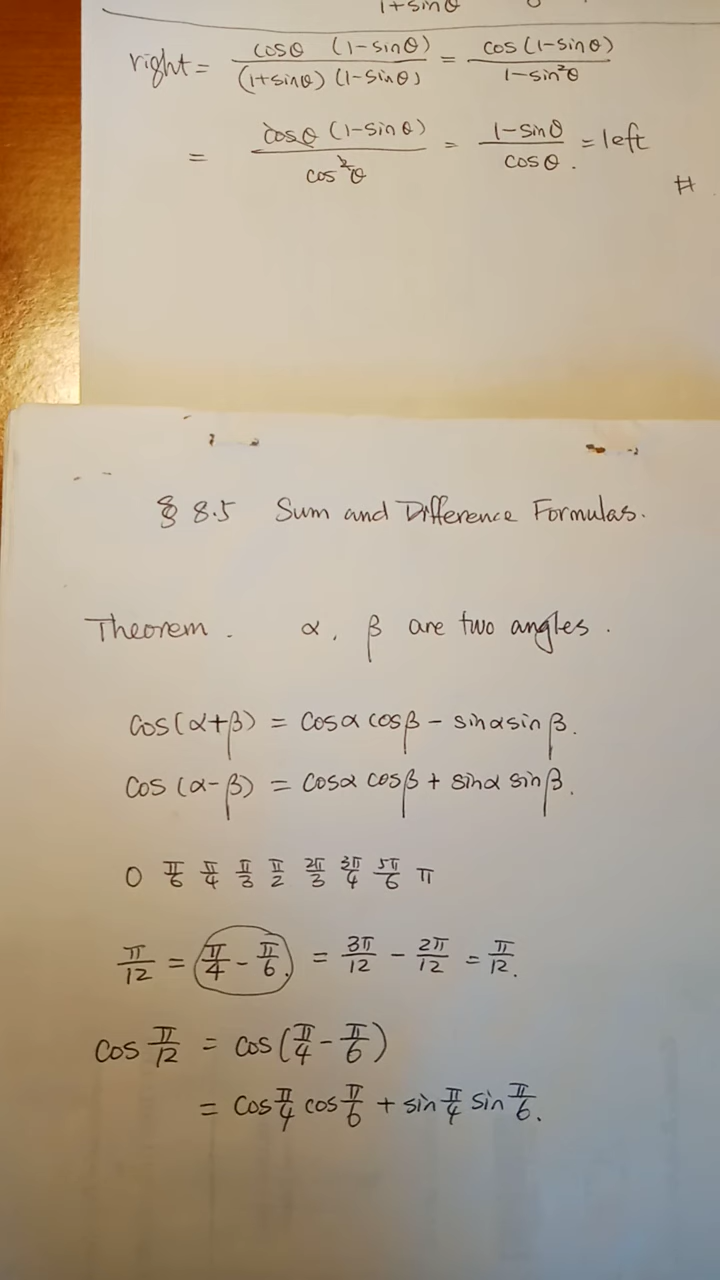 1+sinθ
right = cosθ (1-sinθ) / (1+sinθ) (1-sinθ) = cos (1-sinθ) / 1-sin²θ
= cosθ (1-sinθ) / cos²θ = 1-sinθ / cosθ. = left
#
§ 8.5 Sum and Difference Formulas.
Theorem. α, β are two angles.
cos(α+β) = cosα cosβ - sinα sinβ.
cos (α-β) = cosα cosβ + sinα sinβ.
0 π/6 π/4 π/3 π/2 2π/3 3π/4 5π/6 π
π/12 = π/4 - π/6. = 3π/12 - 2π/12 = π/12.
cos π/12 = cos(π/4 - π/6)
= cos π/4 cos π/6 + sin π/4 sin π/6.